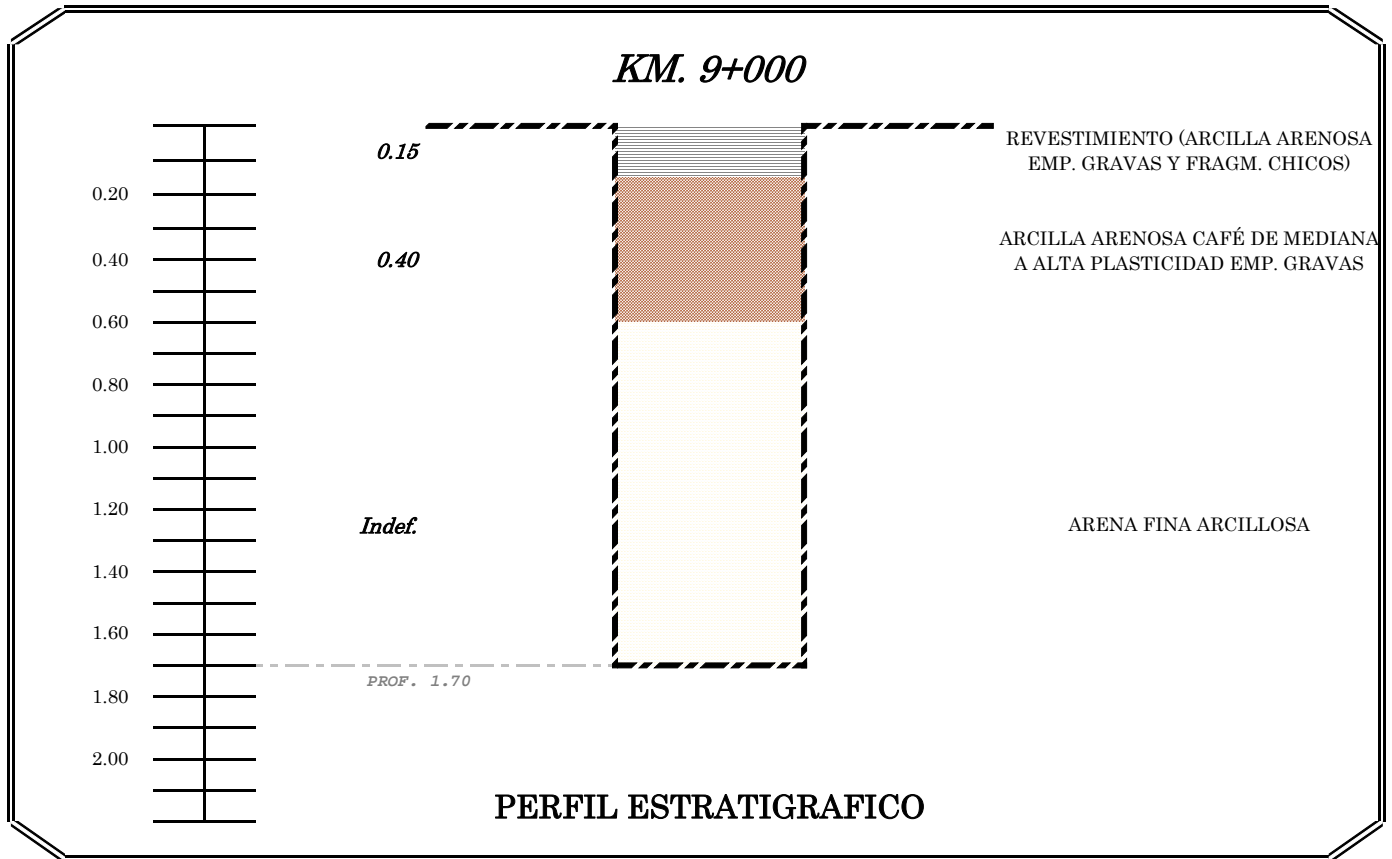 KM. 9+000
0.15
REVESTIMIENTO (ARCILLA ARENOSA
EMP. GRAVAS Y FRAGM. CHICOS)
0.20
ARCILLA ARENOSA CAFÉ DE MEDIANA
A ALTA PLASTICIDAD EMP. GRAVAS
0.40
0.40
0.60
0.80
1.00
1.20
Indef.
ARENA FINA ARCILLOSA
1.40
1.60
PROF. 1.70
1.80
2.00
PERFIL ESTRATIGRAFICO